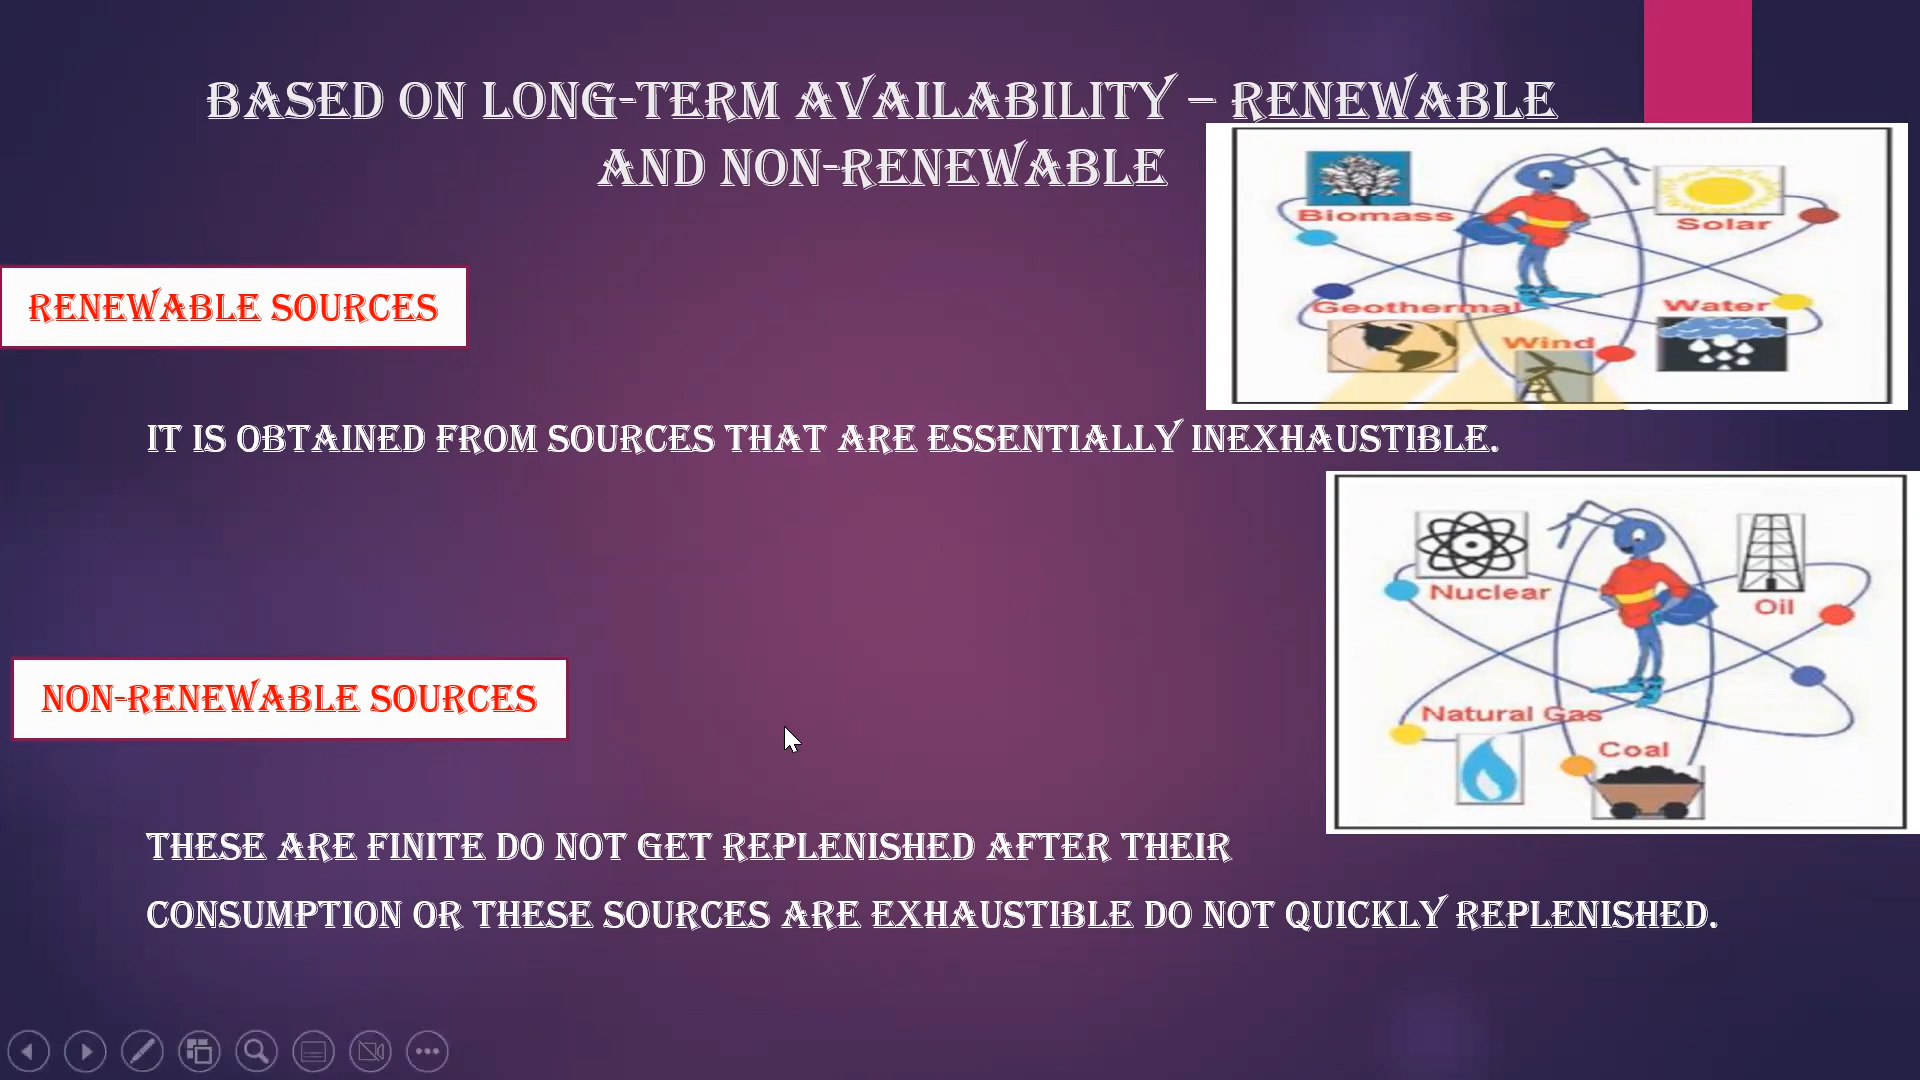 BASED ON LONG-TERM AVAILABILITY – RENEWABLE
AND NON-RENEWABLE
Biomass
Solar
Geothermal
Water
Wind
RENEWABLE SOURCES
IT IS OBTAINED FROM SOURCES THAT ARE ESSENTIALLY INEXHAUSTIBLE.
Nuclear
Oil
Natural Gas
Coal
NON-RENEWABLE SOURCES
THESE ARE FINITE DO NOT GET REPLENISHED AFTER THEIR
CONSUMPTION OR THESE SOURCES ARE EXHAUSTIBLE DO NOT QUICKLY REPLENISHED.